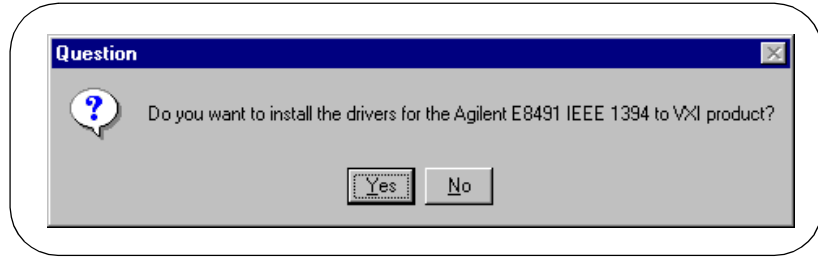 Question
Do you want to install the drivers for the Agilent E8491 IEEE 1394 to VXI product?
Yes No